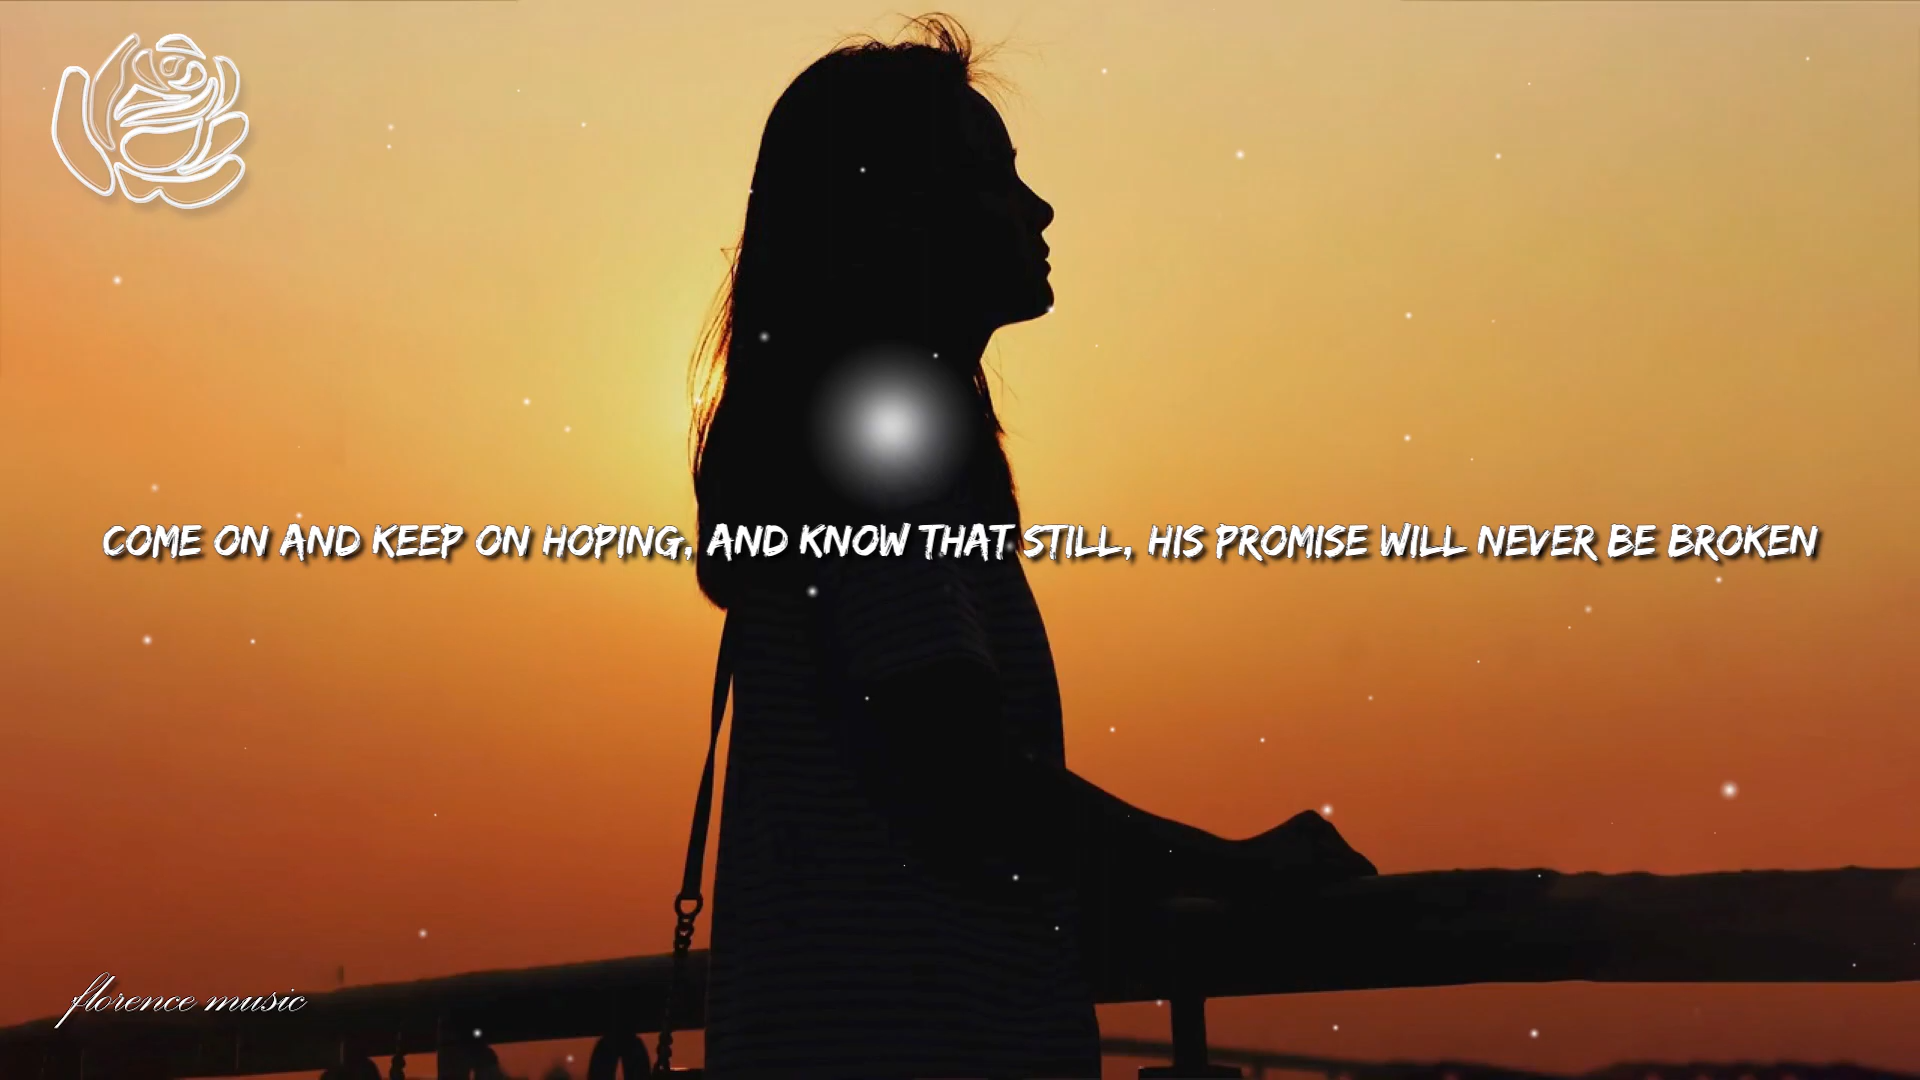 COME ON AND KEEP ON HOPING, AND KNOW THAT STILL, HIS PROMISE WILL NEVER BE BROKEN
florence music